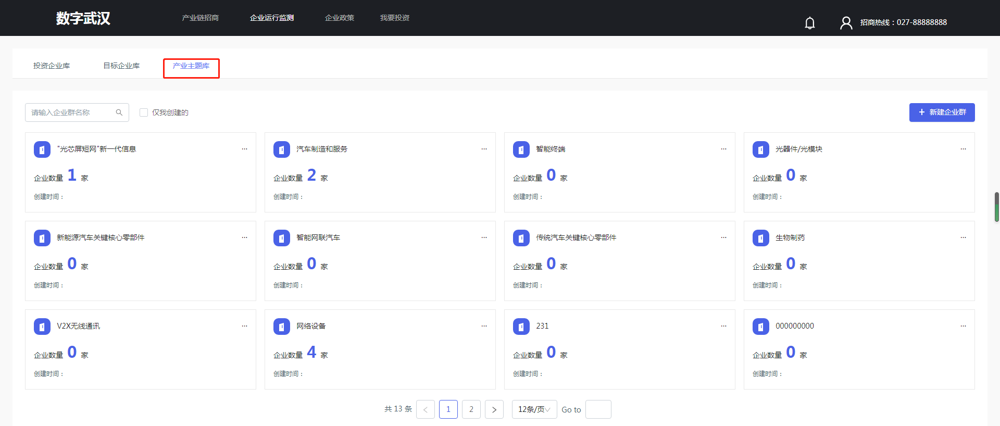 数字武汉
产业链招商 企业运行监测 企业政策 我要投资
招商热线：027-88888888
投资企业库 目标企业库 产业主题库
请输入企业群名称 仅我创建的 + 新建企业群
"光芯屏短网"新一代信息 ... 汽车制造和服务 ... 智能终端 ... 光器件/光模块 ...
企业数量 1 家 企业数量 2 家 企业数量 0 家 企业数量 0 家
创建时间： 创建时间： 创建时间： 创建时间：
新能源汽车关键核心零部件 ... 智能网联汽车 ... 传统汽车关键核心零部件 ... 生物制药 ...
企业数量 0 家 企业数量 0 家 企业数量 0 家 企业数量 0 家
创建时间： 创建时间： 创建时间： 创建时间：
V2X无线通讯 ... 网络设备 ... 231 ... 000000000 ...
企业数量 0 家 企业数量 4 家 企业数量 0 家 企业数量 0 家
创建时间： 创建时间： 创建时间： 创建时间：
共 13 条 < 1 2 > 12条/页 Go to